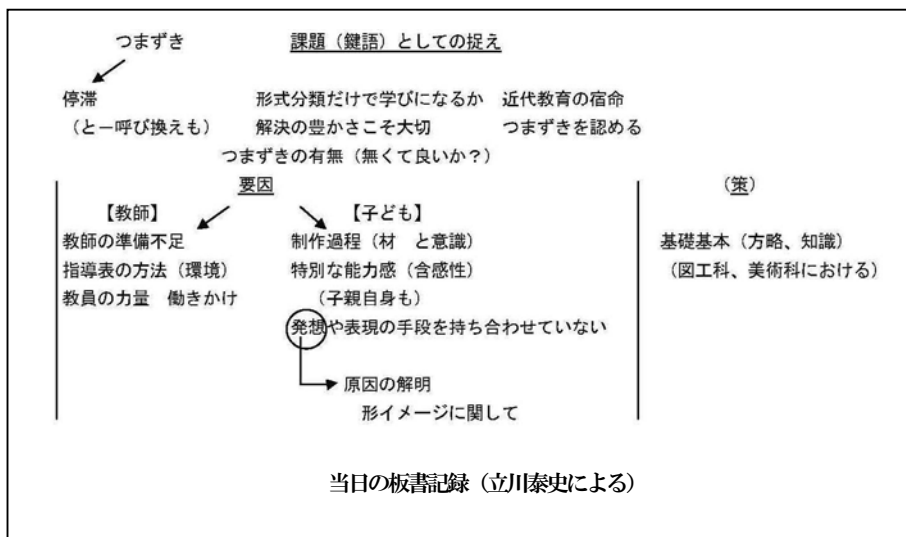 つまずき　課題（鍵語）としての捉え
停滞　形式分類だけで学びになるか　近代教育の宿命
（とー呼び換えも）　解決の豊かさこそ大切　つまずきを認める
つまずきの有無（無くて良いか？）
要因　（策）
【教師】　【子ども】
教師の準備不足　制作過程（材　と意識）　基礎基本（方略、知識）
指導表の方法（環境）　特別な能力感（含感性）　（図工科、美術科における）
教員の力量　働きかけ　（子親自身も）
発想や表現の手段を持ち合わせていない
原因の解明
形イメージに関して
当日の板書記録（立川泰史による）